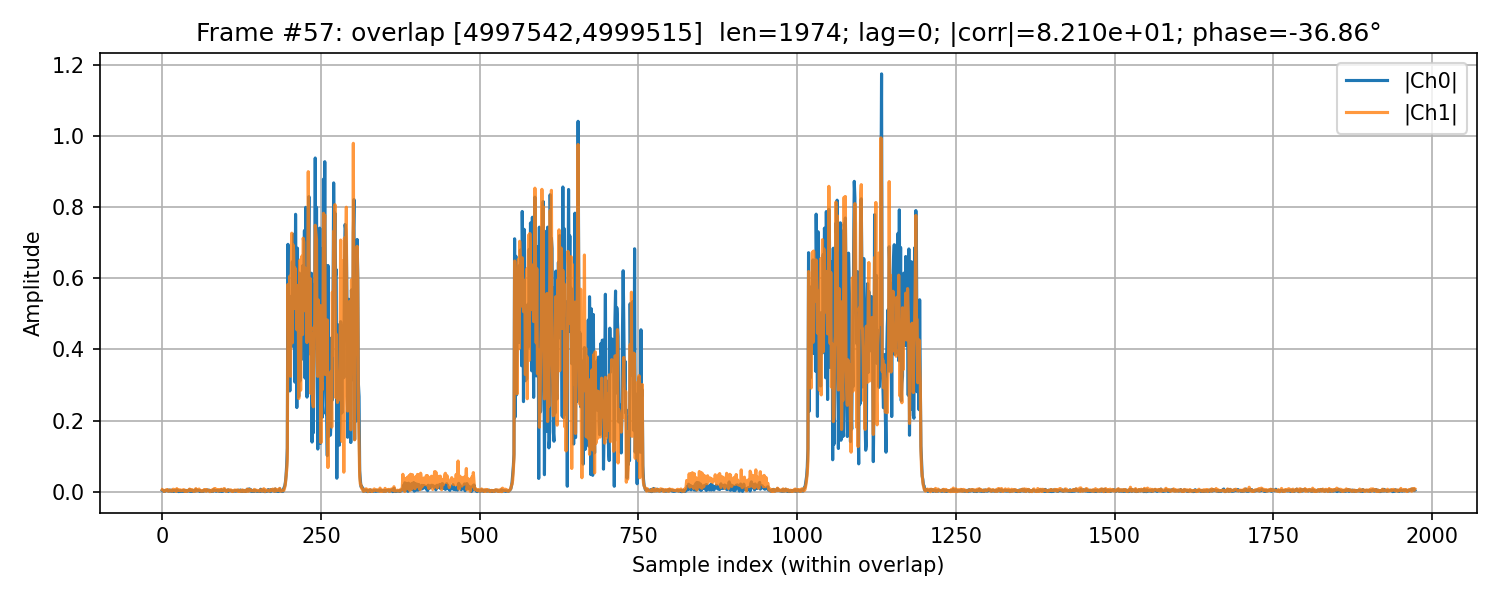 Frame #57: overlap [4997542,4999515]  len=1974; lag=0; |corr|=8.210e+01; phase=-36.86°
|Ch0|
|Ch1|
Amplitude
1.2
1.0
0.8
0.6
0.4
0.2
0.0
0 250 500 750 1000 1250 1500 1750 2000
Sample index (within overlap)